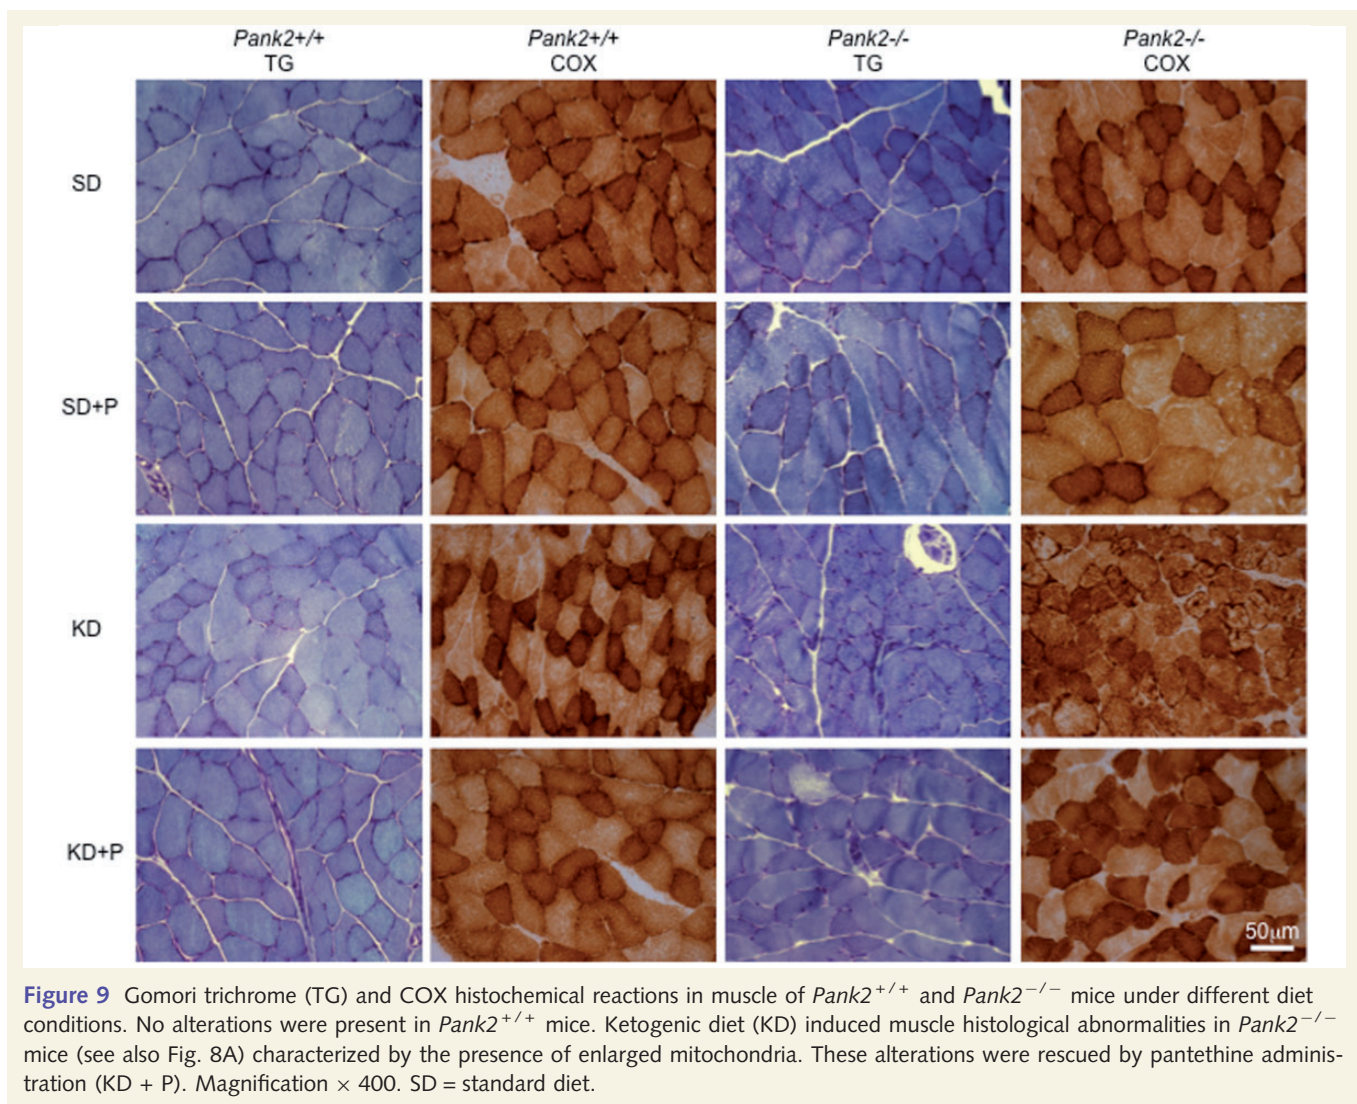 Pank2+/+ Pank2+/+ Pank2-/- Pank2-/-
TG COX TG COX
SD
SD+P
KD
KD+P
50μm
Figure 9 Gomori trichrome (TG) and COX histochemical reactions in muscle of Pank2+/+ and Pank2−/− mice under different diet
conditions. No alterations were present in Pank2+/+ mice. Ketogenic diet (KD) induced muscle histological abnormalities in Pank2−/−
mice (see also Fig. 8A) characterized by the presence of enlarged mitochondria. These alterations were rescued by pantethine adminis-
tration (KD + P). Magnification × 400. SD = standard diet.